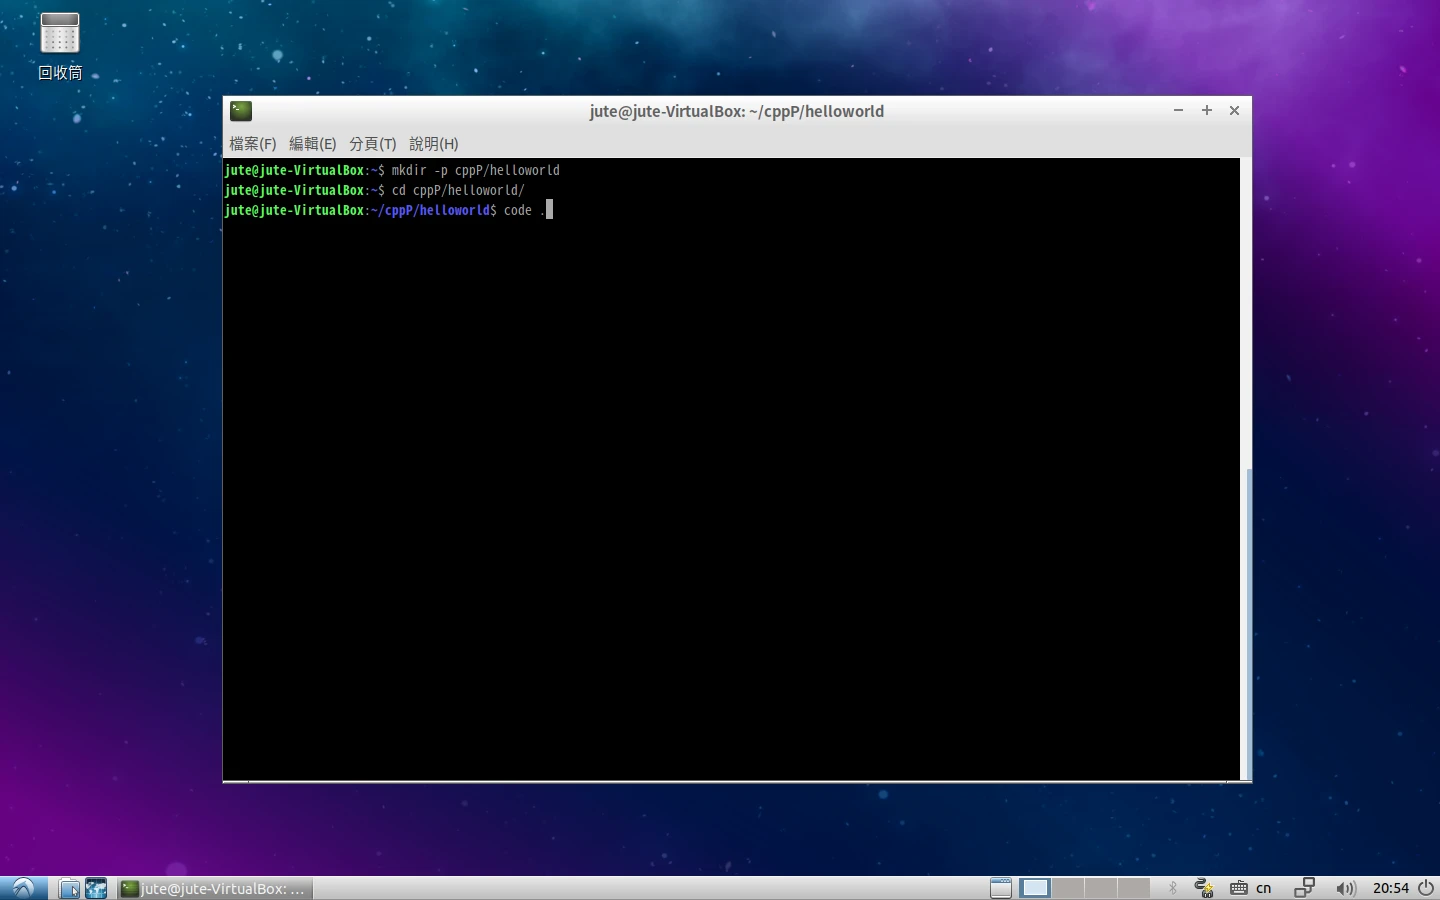 回收筒
jute@jute-VirtualBox: ~/cppP/helloworld
檔案(F) 編輯(E) 分頁(T) 說明(H)
jute@jute-VirtualBox:~$ mkdir -p cppP/helloworld
jute@jute-VirtualBox:~$ cd cppP/helloworld/
jute@jute-VirtualBox:~/cppP/helloworld$ code .
jute@jute-VirtualBox: ...
cn
20:54